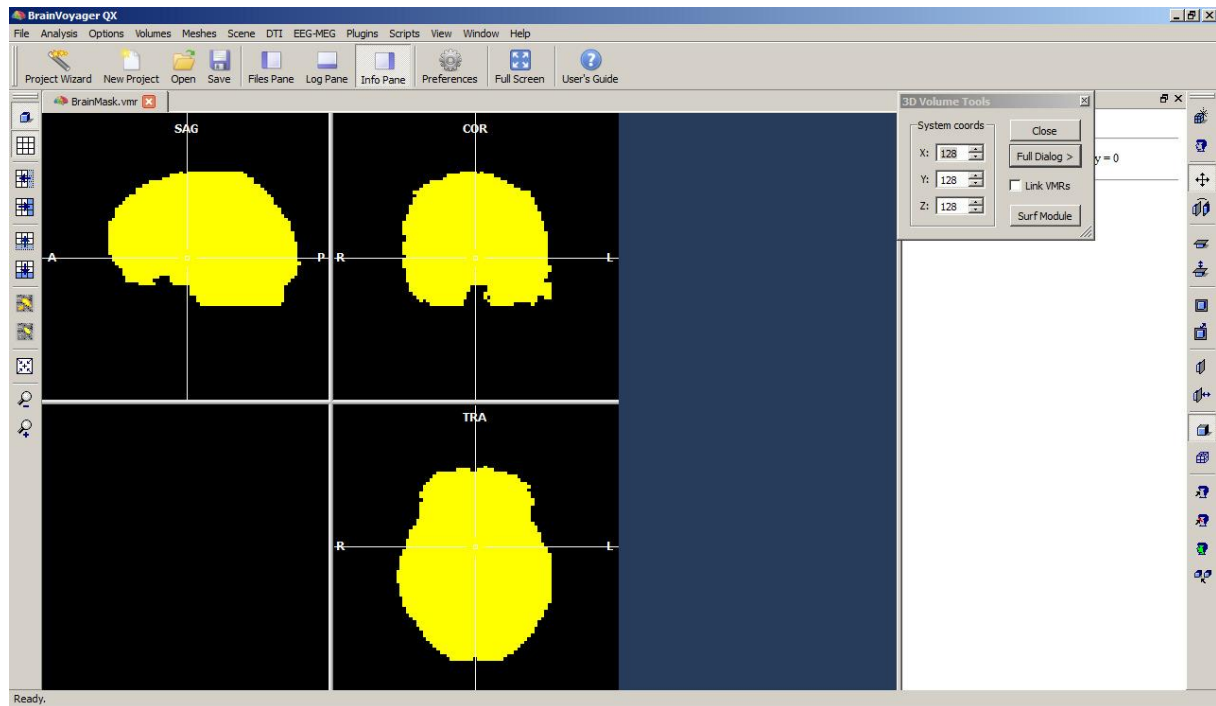 BrainVoyager QX
File Analysis Options Volumes Meshes Scene DTI EEG-MEG Plugins Scripts View Window Help
Project Wizard New Project Open Save Files Pane Log Pane Info Pane Preferences Full Screen User's Guide
BrainMask.vmr
SAG
COR
A
P
R
L
TRA
R
L
3D Volume Tools
System coords
X: 128
Y: 128
Z: 128
Close
Full Dialog >
Link VMRs
Surf Module
y = 0
Ready.